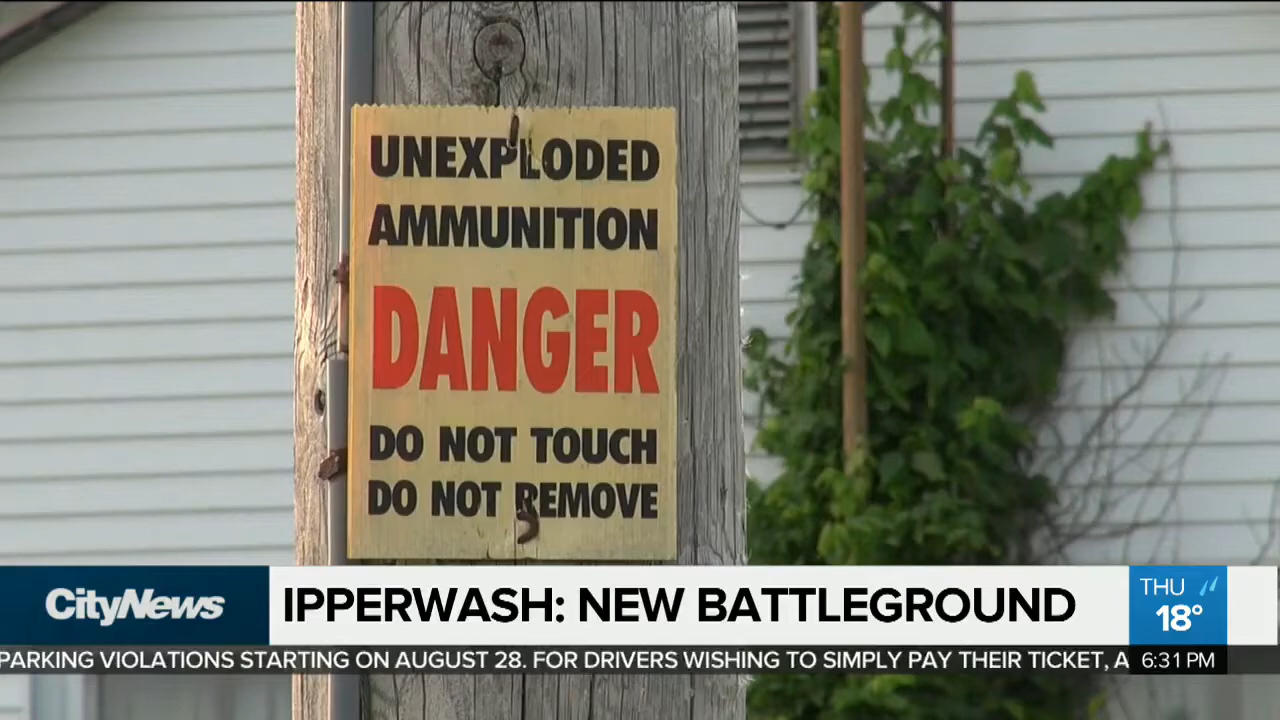 UNEXPLODED
AMMUNITION
DANGER
DO NOT TOUCH
DO NOT REMOVE
CityNews
IPPERWASH: NEW BATTLEGROUND
THU
18°
PARKING VIOLATIONS STARTING ON AUGUST 28. FOR DRIVERS WISHING TO SIMPLY PAY THEIR TICKET, A
6:31 PM